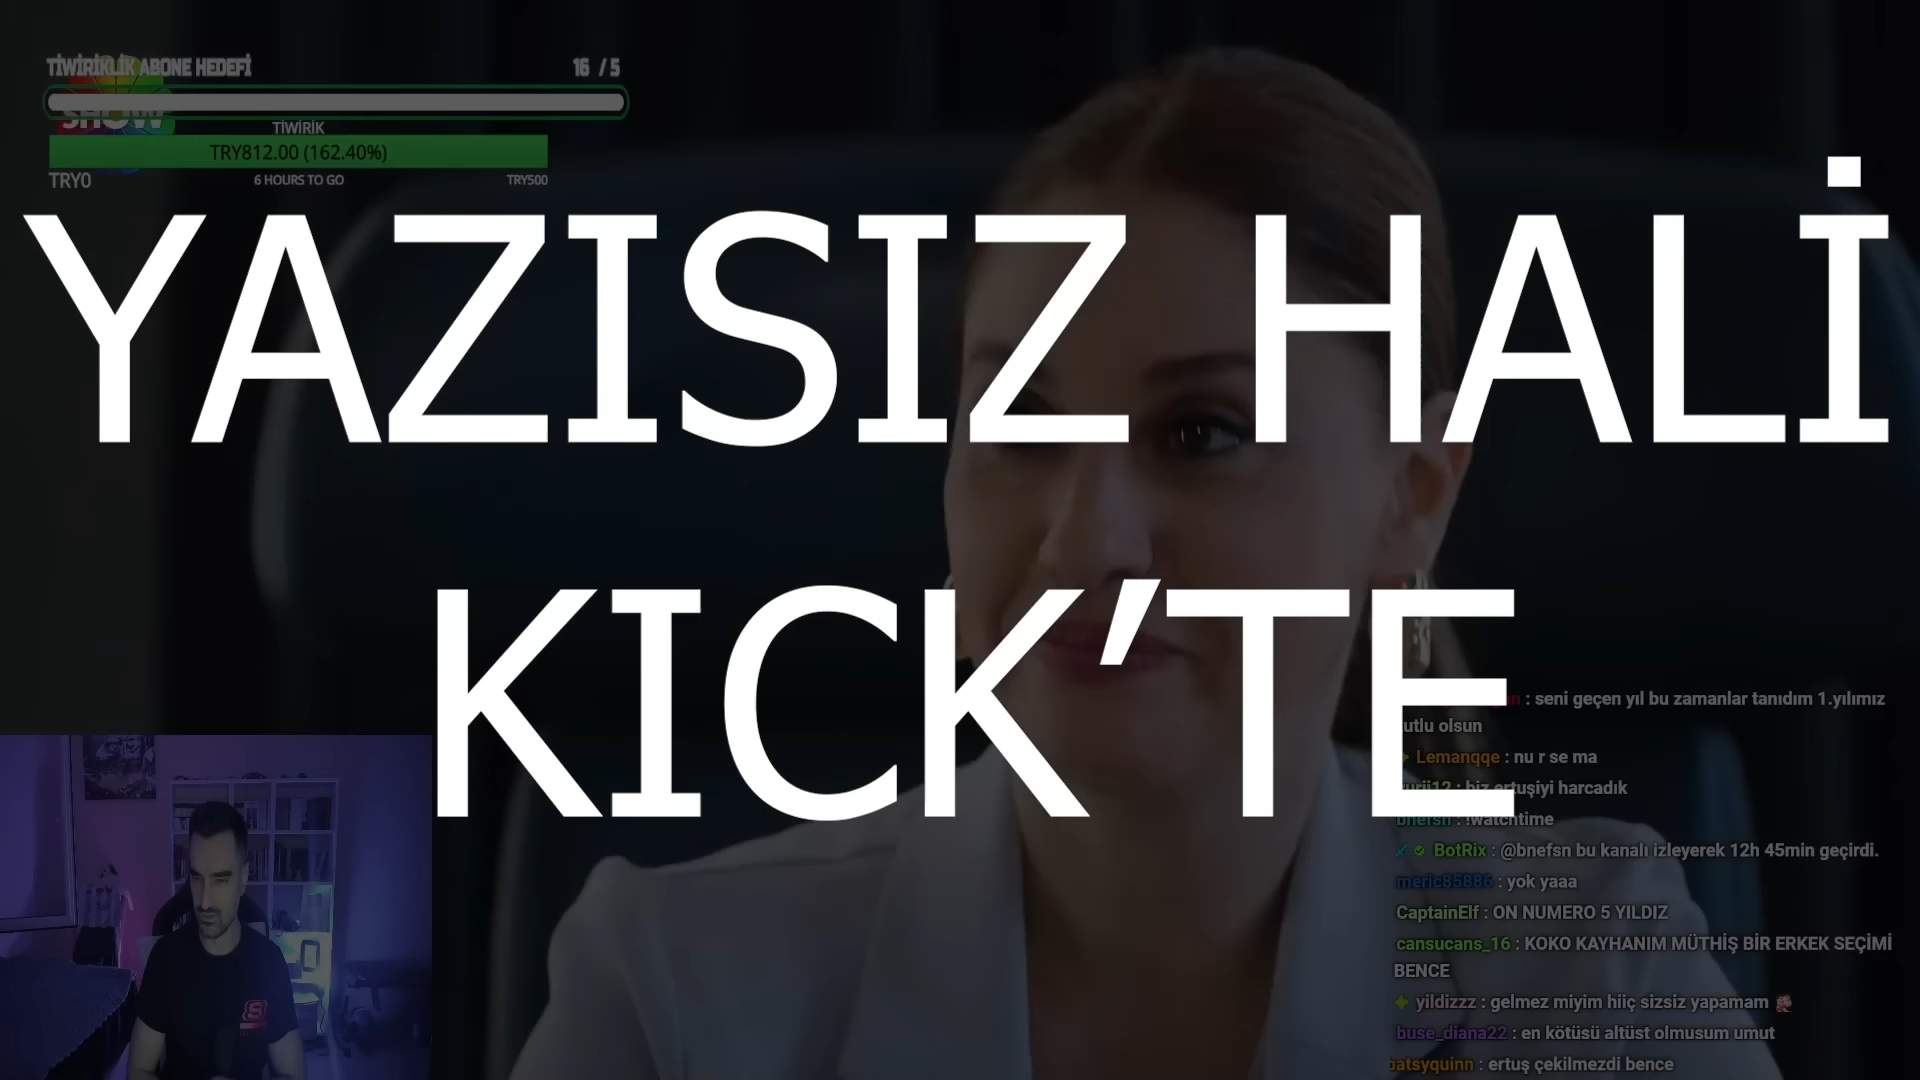 TİWİRİKLİK ABONE HEDEFİ 16 / 5
SHOW
TİWİRİK
TRY812.00 (162.40%)
TRY0 6 HOURS TO GO TRY500
YAZISIZ HALİ
KICK’TE
: seni geçen yıl bu zamanlar tanıdım 1.yılımız
utlu olsun
Lemanqqe : nu r se ma
: biz ertuşiyi harcadık
bnefsn : !watchtime
BotRix : @bnefsn bu kanalı izleyerek 12h 45min geçirdi.
meric85886 : yok yaaa
CaptainElf : ON NUMERO 5 YILDIZ
cansucans_16 : KOKO KAYHANIM MÜTHİŞ BİR ERKEK SEÇİMİ
BENCE
yildizzz : gelmez miyim hiiç sizsiz yapamam
buse_diana22 : en kötüsü altüst olmusum umut
batsyquinn : ertuş çekilmezdi bence